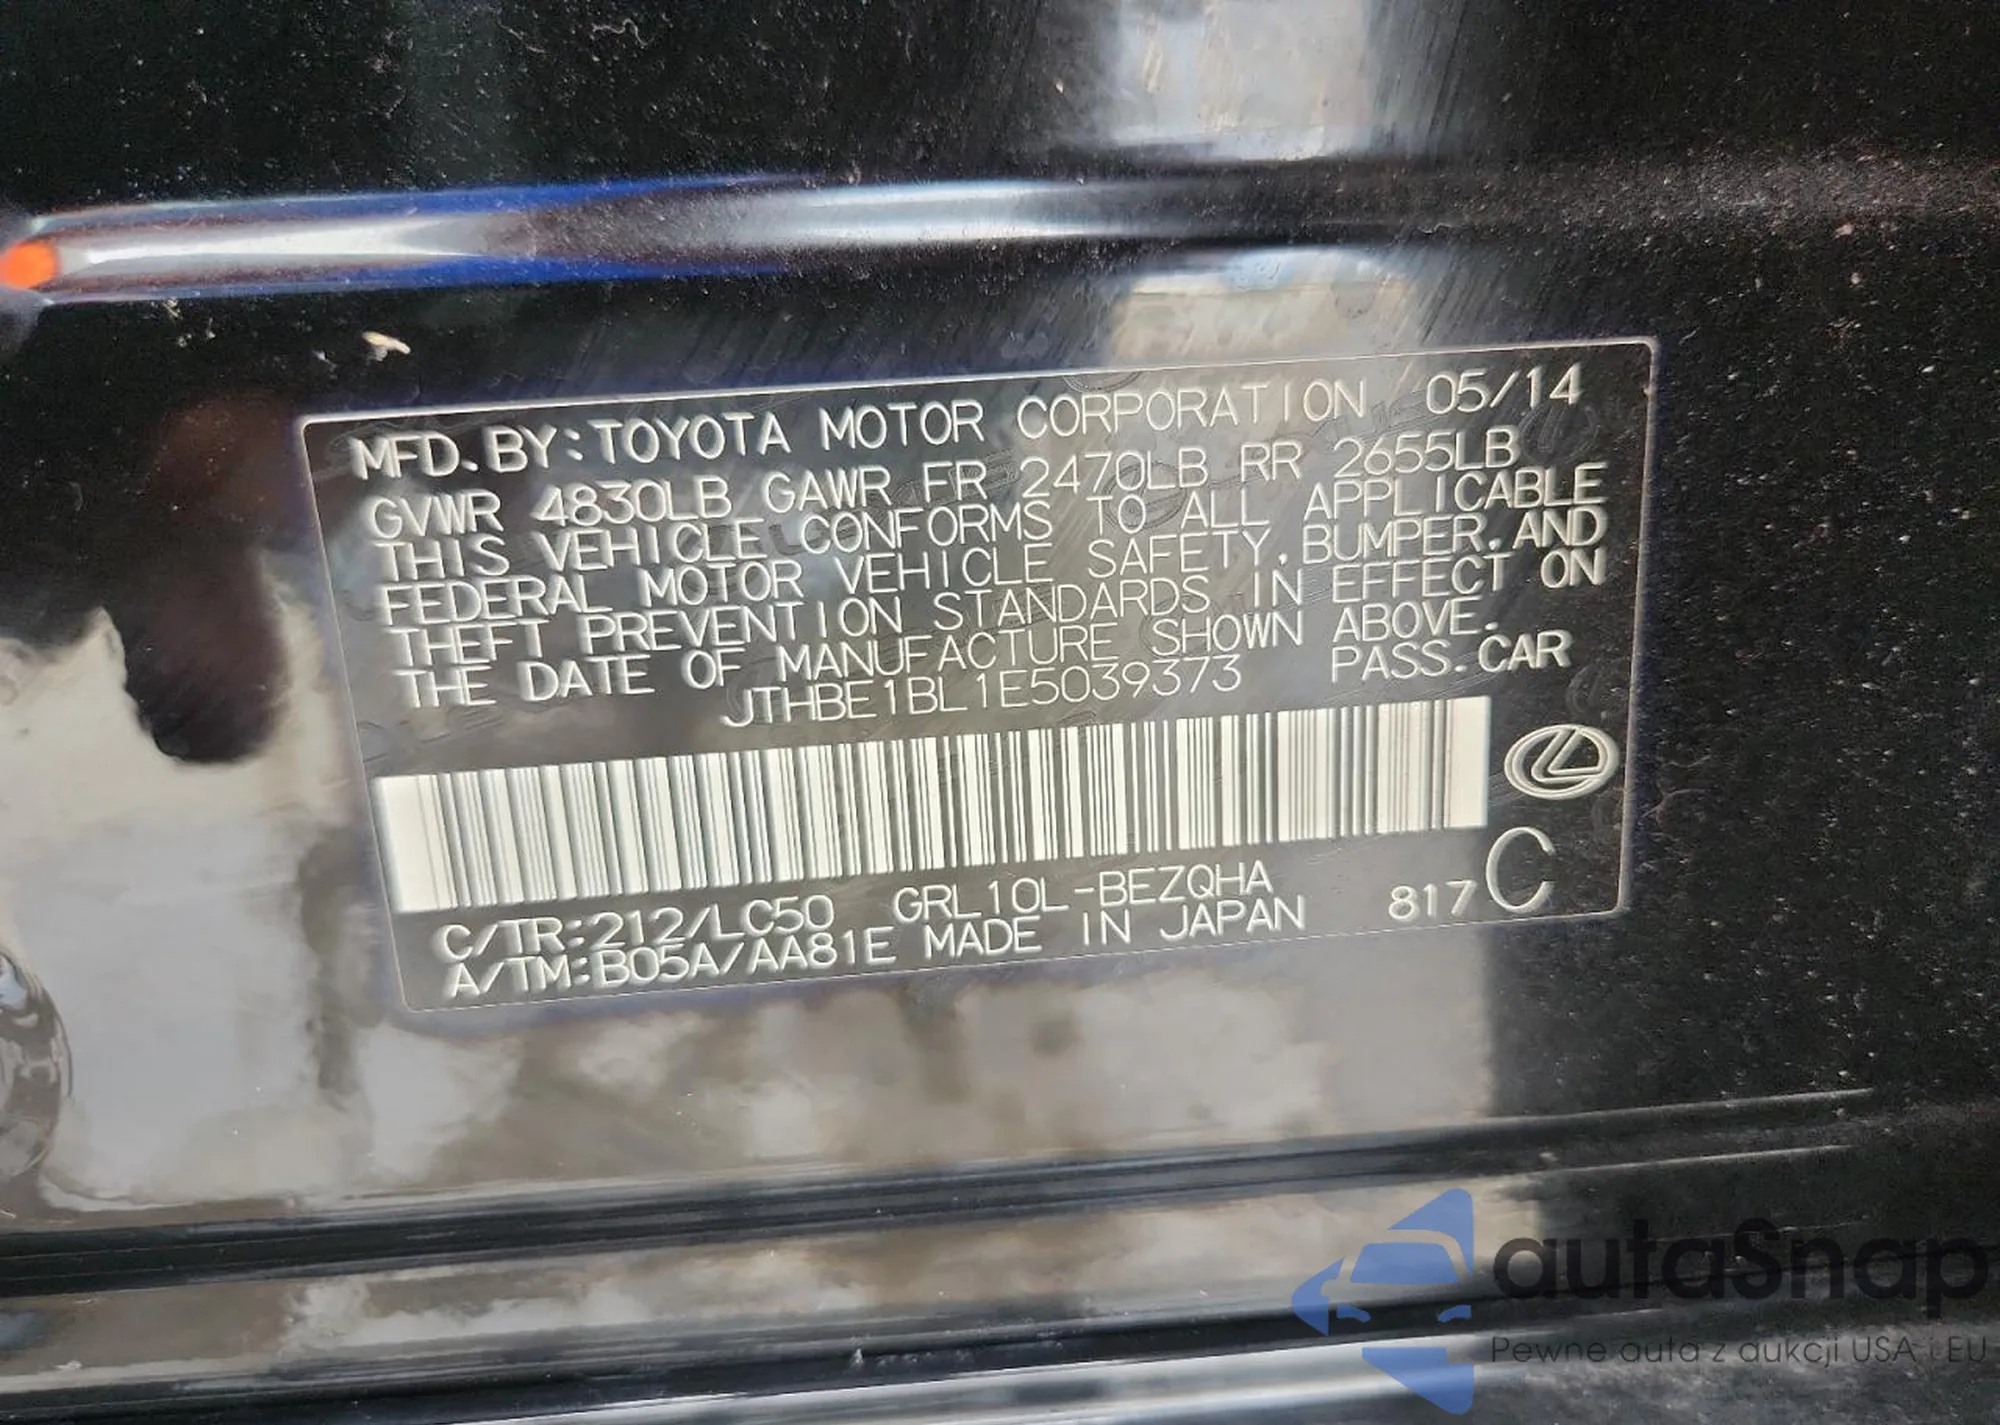 MFD. BY: TOYOTA MOTOR CORPORATION 05/14
GVWR 4830LB GAWR FR 2470LB RR 2655LB
THIS VEHICLE CONFORMS TO ALL APPLICABLE
FEDERAL MOTOR VEHICLE SAFETY, BUMPER, AND
THEFT PREVENTION STANDARDS IN EFFECT ON
THE DATE OF MANUFACTURE SHOWN ABOVE.
JTHBE1BL1E5039373 PASS. CAR
C/TR:212/LC50 GRL10L-BEZQHA
A/TM:B05A/AA81E MADE IN JAPAN 817 C
autaSnap
Pewne auta z aukcji USA i EU